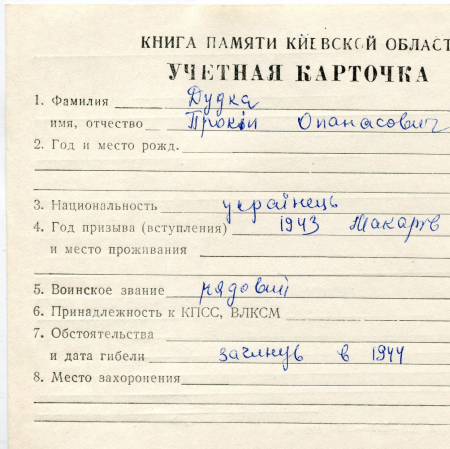 КНИГА ПАМЯТИ КИЕВСКОЙ ОБЛАСТ
УЧЕТНАЯ КАРТОЧКА
1. Фамилия Дудка
имя, отчество Прокіп Опанасович
2. Год и место рожд.
3. Национальность українець
4. Год призыва (вступления) 1943 Макарів
и место проживания
5. Воинское звание рядовий
6. Принадлежность к КПСС, ВЛКСМ
7. Обстоятельства
и дата гибели загинув в 1944
8. Место захоронения